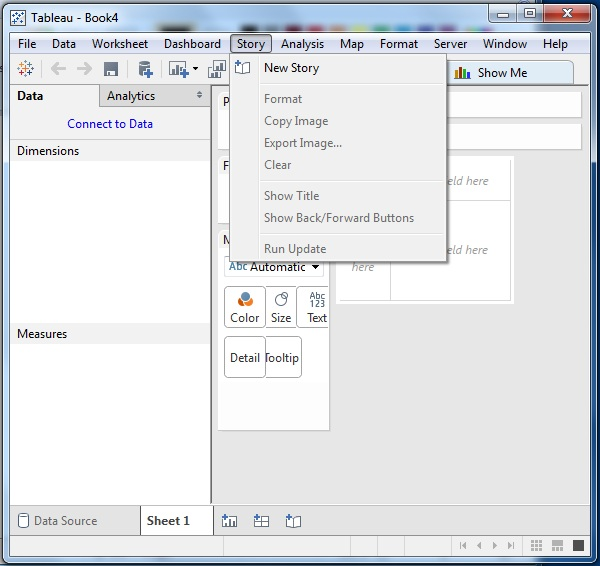 Tableau - Book4
File Data Worksheet Dashboard Story Analysis Map Format Server Window Help
New Story
Show Me
Data Analytics
P
Format
Connect to Data
Copy Image
Dimensions
Export Image...
F
Clear
eld here
Show Title
Show Back/Forward Buttons
Run Update
eld here
here
Abc Automatic
Color Size Abc 123 Text
Measures
Detail Tooltip
Data Source Sheet 1